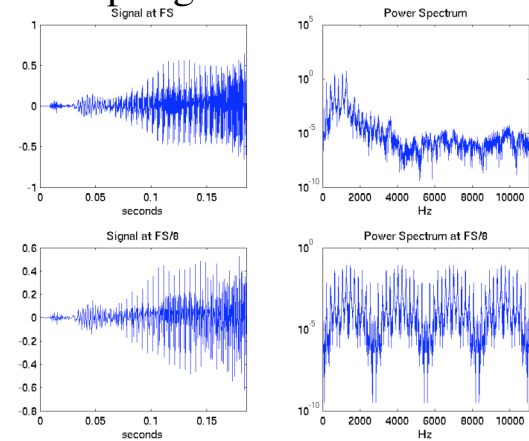 Signal at FS
1
0.5
0
-0.5
-1
0 0.05 0.1 0.15
seconds
Power Spectrum
10^5
10^0
10^-5
10^-10
0 2000 4000 6000 8000 10000
Hz
Signal at FS/8
0.6
0.4
0.2
0
-0.2
-0.4
-0.6
-0.8
0 0.05 0.1 0.15
seconds
Power Spectrum at FS/8
10^0
10^-5
10^-10
0 2000 4000 6000 8000 10000
Hz